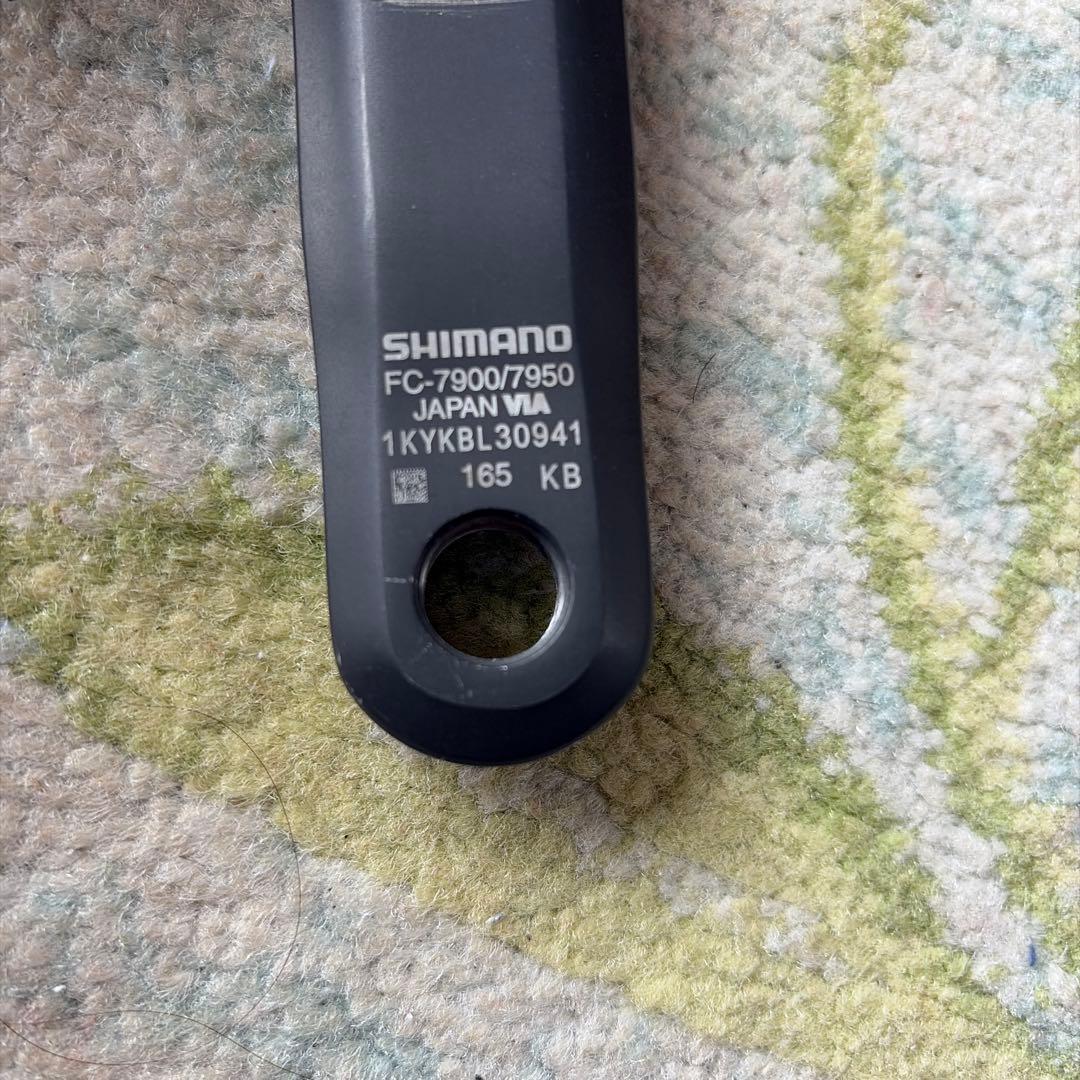 SHIMANO
FC-7900/7950
JAPAN VIA
1KYKBL30941
165 KB